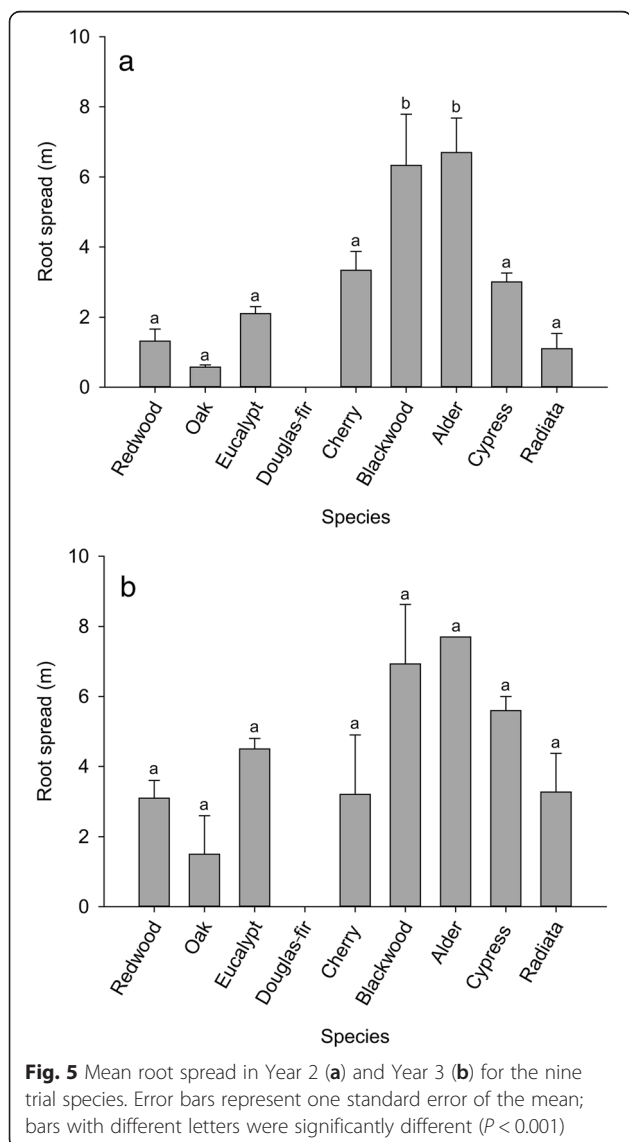 a
10
8
6
4
2
0
Root spread (m)
a
a
a
a
b
b
a
a
Redwood
Oak
Eucalypt
Douglas-fir
Cherry
Blackwood
Alder
Cypress
Radiata
Species
b
10
8
6
4
2
0
Root spread (m)
a
a
a
a
a
a
a
a
Redwood
Oak
Eucalypt
Douglas-fir
Cherry
Blackwood
Alder
Cypress
Radiata
Species
Fig. 5 Mean root spread in Year 2 (a) and Year 3 (b) for the nine
trial species. Error bars represent one standard error of the mean;
bars with different letters were significantly different (P < 0.001)